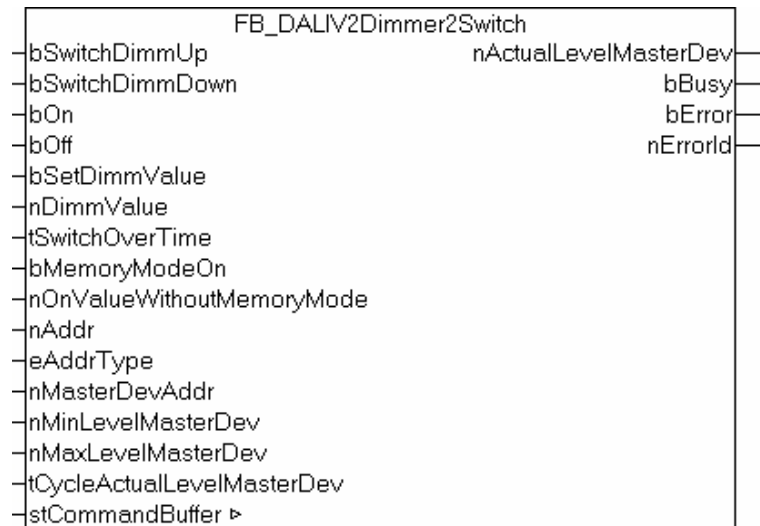 FB_DALIV2Dimmer2Switch
bSwitchDimmUp nActualLevelMasterDev
bSwitchDimmDown bBusy
bOn bError
bOff nErrorId
bSetDimmValue
nDimmValue
tSwitchOverTime
bMemoryModeOn
nOnValueWithoutMemoryMode
nAddr
eAddrType
nMasterDevAddr
nMinLevelMasterDev
nMaxLevelMasterDev
tCycleActualLevelMasterDev
stCommandBuffer ▹